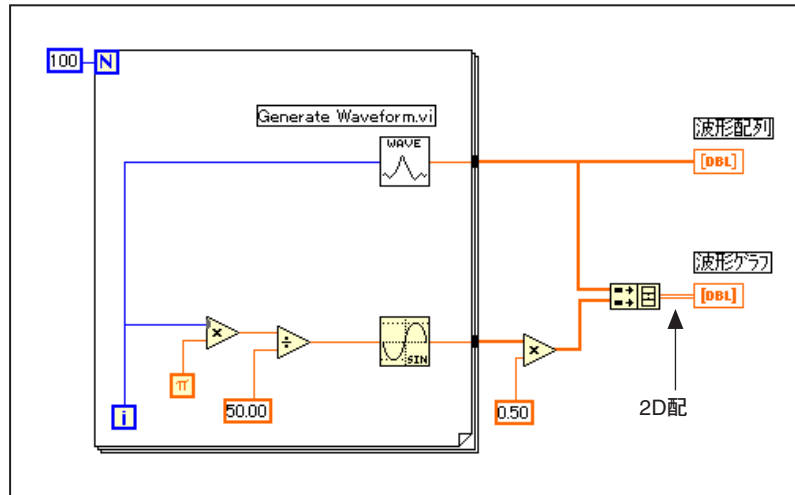 100
N
Generate Waveform.vi
WAVE
波形配列
[DBL]
波形グラフ
[DBL]
×
÷
SIN
×
π
50.00
i
0.50
2D配